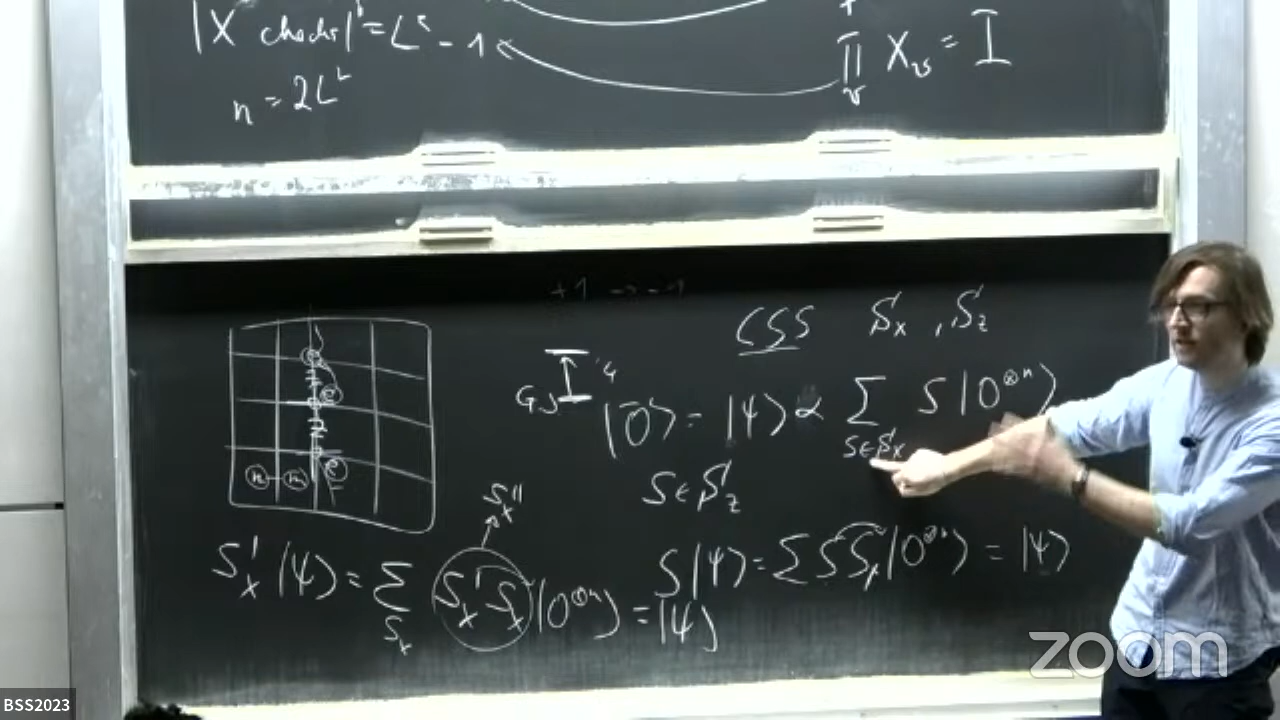 |X checks| = L² - 1
∏ X_v = I
v
n = 2L²
+1 → -1
CSS S_x , S_z
GS
|0̄⟩ = |ψ⟩ ∝ ∑ S |0^⊗n⟩
S∈S_x
S ∈ S_z
S_x''
S_x' |ψ⟩ = ∑ S_x' S_x |0^⊗n⟩ = |ψ⟩
S_x
S|ψ⟩ = ∑ S S_x |0^⊗n⟩ = |ψ⟩
e
e
m m e
zoom
BSS2023